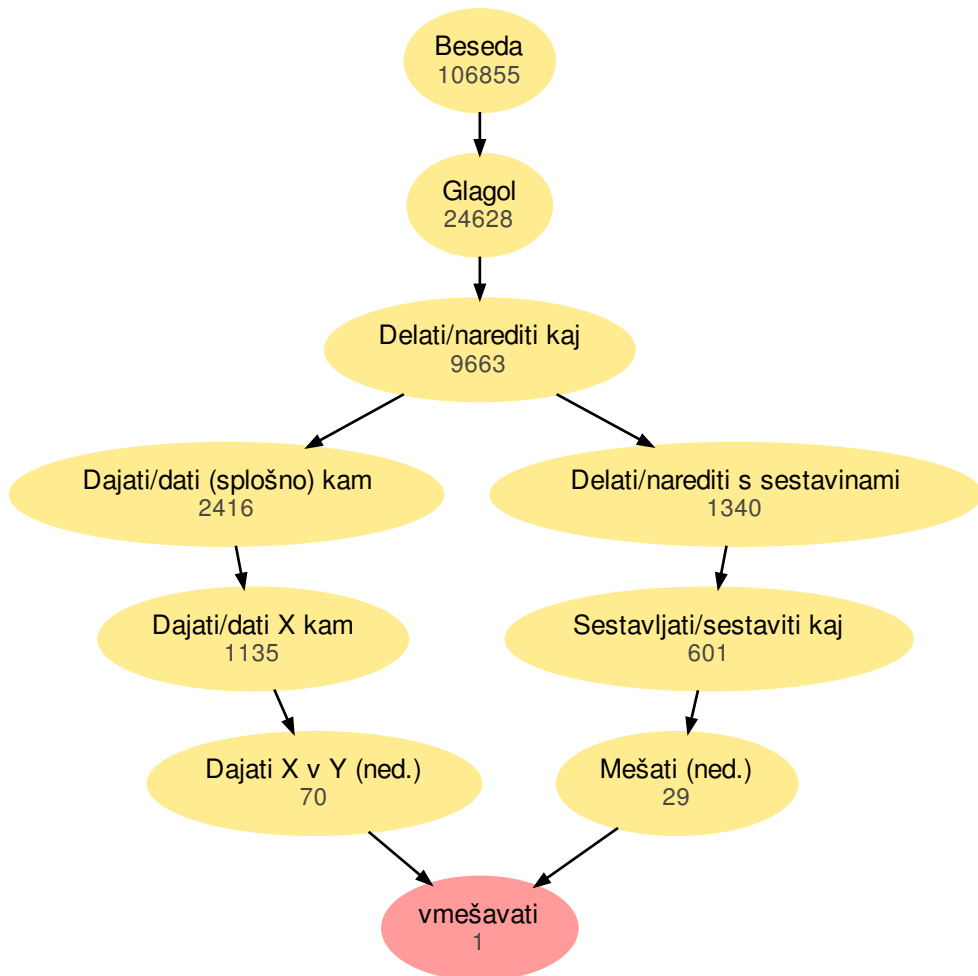 Beseda
106855
Glagol
24628
Delati/narediti kaj
9663
Dajati/dati (splošno) kam
2416
Delati/narediti s sestavinami
1340
Dajati/dati X kam
1135
Sestavljati/sestaviti kaj
601
Dajati X v Y (ned.)
70
Mešati (ned.)
29
vmešavati
1